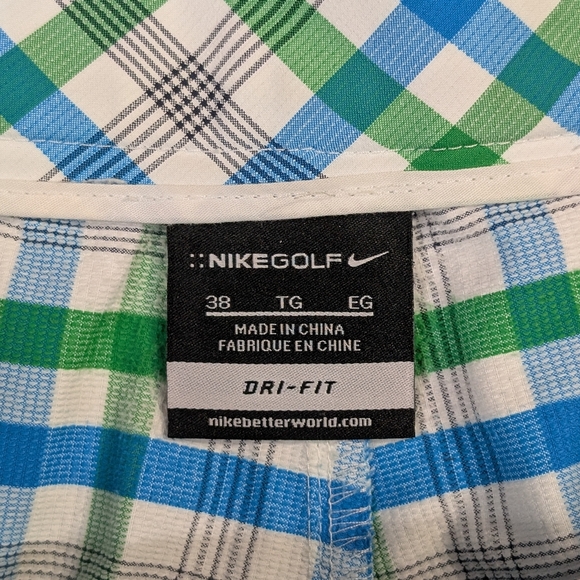 ::NIKEGOLF
38 TG EG
MADE IN CHINA
FABRIQUE EN CHINE
DRI-FIT
nikebetterworld.com